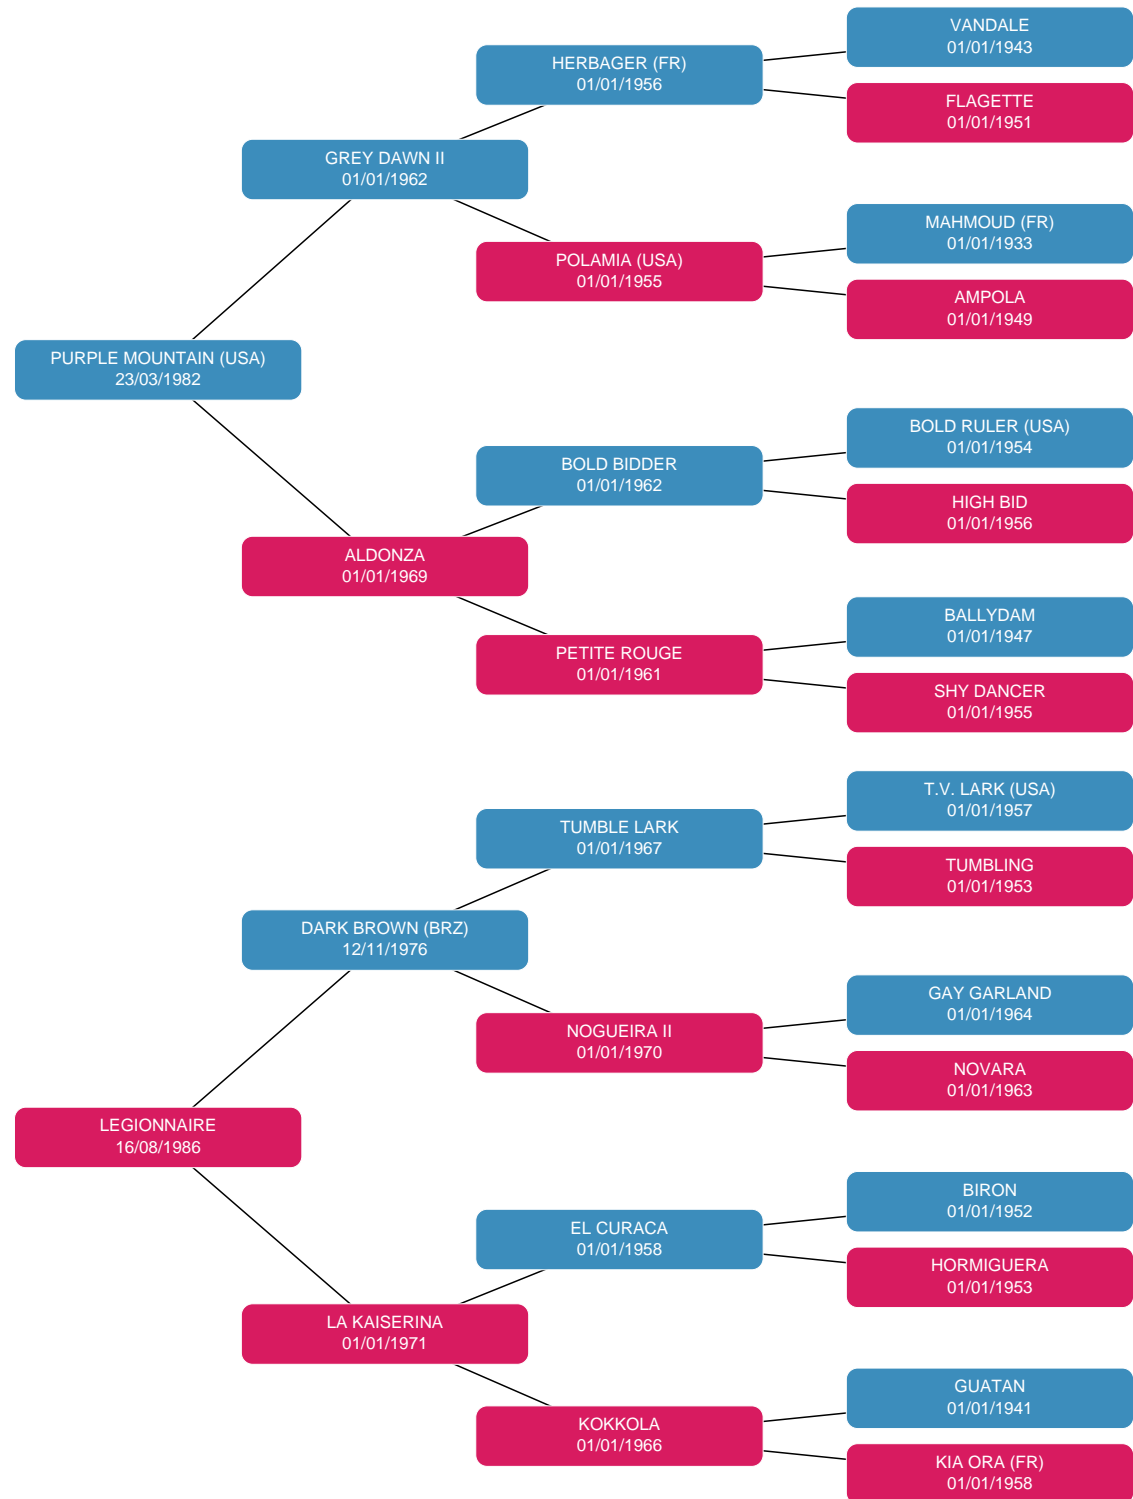 VANDALE
01/01/1943
HERBAGER (FR)
01/01/1956
FLAGETTE
01/01/1951
GREY DAWN II
01/01/1962
MAHMOUD (FR)
01/01/1933
POLAMIA (USA)
01/01/1955
AMPOLA
01/01/1949
PURPLE MOUNTAIN (USA)
23/03/1982
BOLD RULER (USA)
01/01/1954
BOLD BIDDER
01/01/1962
HIGH BID
01/01/1956
ALDONZA
01/01/1969
BALLYDAM
01/01/1947
PETITE ROUGE
01/01/1961
SHY DANCER
01/01/1955
T.V. LARK (USA)
01/01/1957
TUMBLE LARK
01/01/1967
TUMBLING
01/01/1953
DARK BROWN (BRZ)
12/11/1976
GAY GARLAND
01/01/1964
NOGUEIRA II
01/01/1970
NOVARA
01/01/1963
LEGIONNAIRE
16/08/1986
BIRON
01/01/1952
EL CURACA
01/01/1958
HORMIGUERA
01/01/1953
LA KAISERINA
01/01/1971
GUATAN
01/01/1941
KOKKOLA
01/01/1966
KIA ORA (FR)
01/01/1958